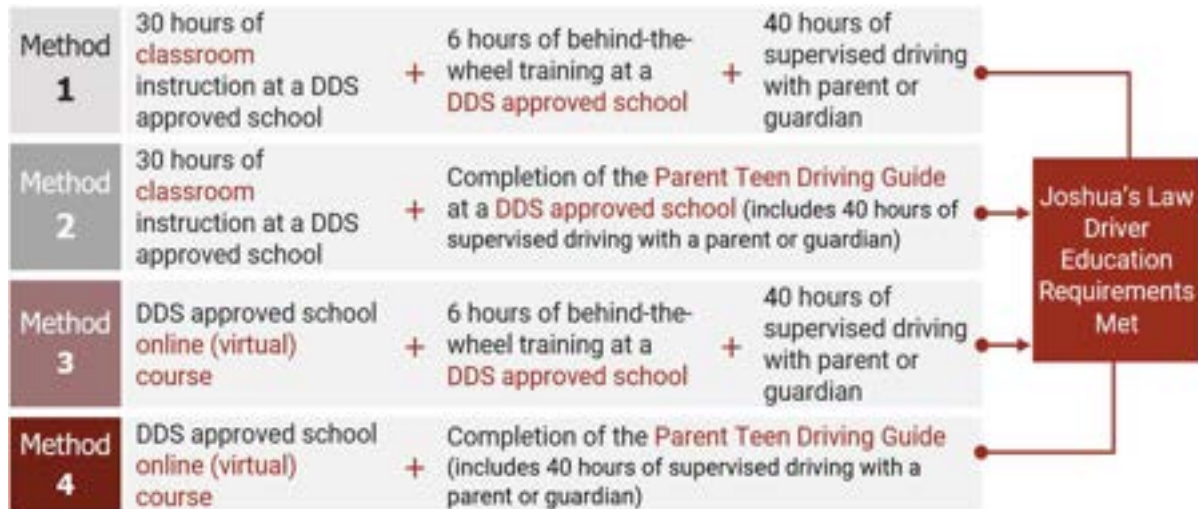 Method
1
30 hours of
classroom
instruction at a DDS
approved school
+
6 hours of behind-the-
wheel training at a
DDS approved school
+
40 hours of
supervised driving
with parent or
guardian
Method
2
30 hours of
classroom
instruction at a DDS
approved school
+
Completion of the Parent Teen Driving Guide
at a DDS approved school (includes 40 hours of
supervised driving with a parent or guardian)
Method
3
DDS approved school
online (virtual)
course
+
6 hours of behind-the-
wheel training at a
DDS approved school
+
40 hours of
supervised driving
with parent or
guardian
Method
4
DDS approved school
online (virtual)
course
+
Completion of the Parent Teen Driving Guide
(includes 40 hours of supervised driving with a
parent or guardian)
Joshua's Law
Driver
Education
Requirements
Met